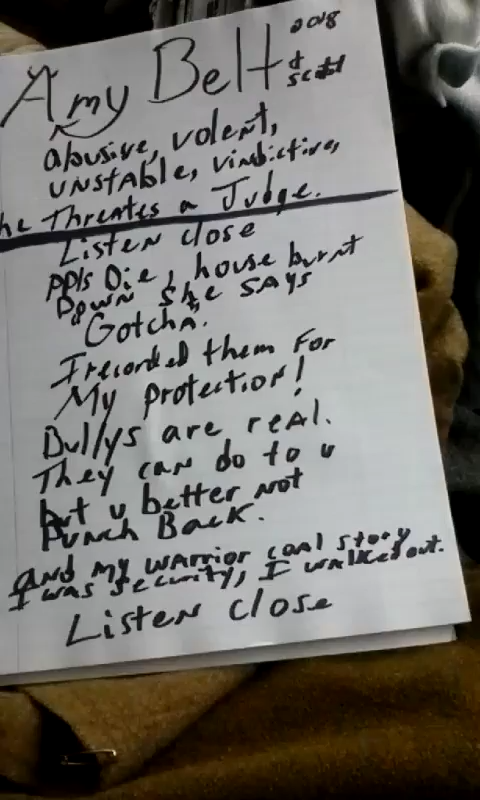 2018
Amy Belt
& Scott
abusive, volent,
unstable, vindictive,
he Threates a Judge.
Listen close
ppls Die, house burnt
Down she says
Gotcha.
I recorded them for
My protection!
Bullys are real.
They can do to u
but u better not
Punch Back.
and my warrior coal story
I was security, I walked out.
Listen close